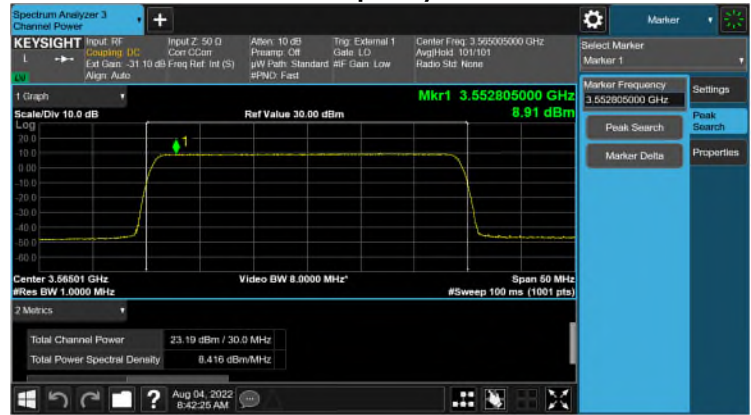 Spectrum Analyzer 3
Channel Power
Marker
KEYSIGHT
Input: RF
Coupling: DC
Ext Gain: -31.10 dB
Align: Auto
Input Z: 50 Ω
Corr CCorr
Freq Ref: Int (S)
Atten: 10 dB
Preamp: Off
µW Path: Standard
#PNO: Fast
Trig: External 1
Gate: LO
#IF Gain: Low
Center Freq: 3.565005000 GHz
Avg|Hold: 101/101
Radio Std: None
L
Select Marker
Marker 1
Marker Frequency
3.552805000 GHz
Peak Search
Marker Delta
Settings
Peak
Search
Properties
1 Graph
Mkr1 3.552805000 GHz
8.91 dBm
Scale/Div 10.0 dB
Ref Value 30.00 dBm
Log
20.0
10.0
0.00
-10.0
-20.0
-30.0
-40.0
-50.0
-60.0
1
Center 3.56501 GHz
#Res BW 1.0000 MHz
Video BW 8.0000 MHz*
Span 50 MHz
#Sweep 100 ms (1001 pts)
2 Metrics
Total Channel Power
23.19 dBm / 30.0 MHz
Total Power Spectral Density
8.416 dBm/MHz
?
Aug 04, 2022
8:42:25 AM